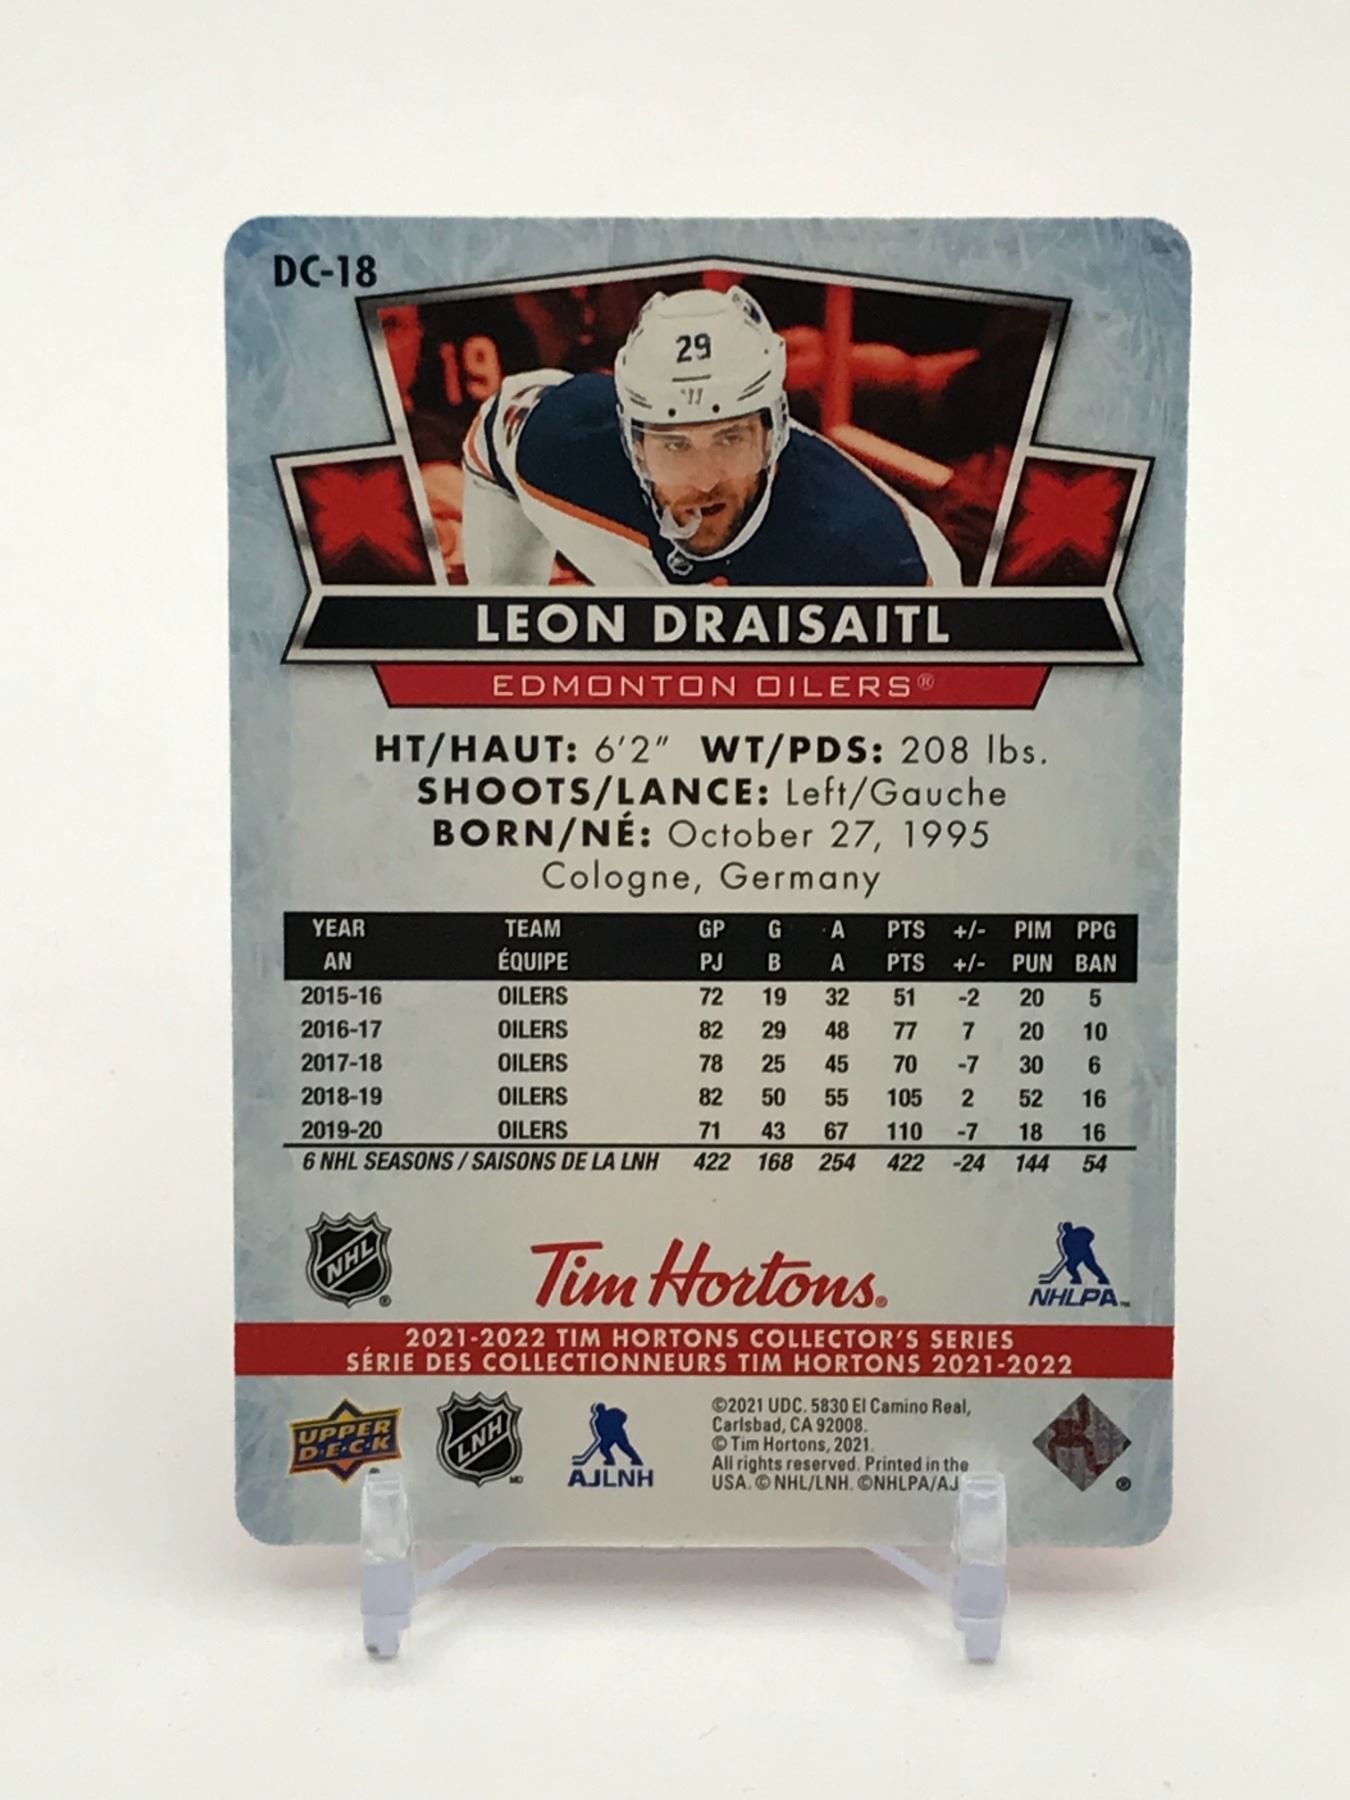 DC-18
19
29
LEON DRAISAITL
EDMONTON OILERS®
HT/HAUT: 6'2" WT/PDS: 208 lbs.
SHOOTS/LANCE: Left/Gauche
BORN/NÉ: October 27, 1995
Cologne, Germany
YEAR TEAM GP G A PTS +/- PIM PPG
AN ÉQUIPE PJ B A PTS +/- PUN BAN
2015-16 OILERS 72 19 32 51 -2 20 5
2016-17 OILERS 82 29 48 77 7 20 10
2017-18 OILERS 78 25 45 70 -7 30 6
2018-19 OILERS 82 50 55 105 2 52 16
2019-20 OILERS 71 43 67 110 -7 18 16
6 NHL SEASONS / SAISONS DE LA LNH 422 168 254 422 -24 144 54
NHL ®
Tim Hortons®
NHLPA™
2021-2022 TIM HORTONS COLLECTOR'S SERIES
SÉRIE DES COLLECTIONNEURS TIM HORTONS 2021-2022
UPPER
D·E·C·K ®
LNH MD
AJLNH
©2021 UDC. 5830 El Camino Real,
Carlsbad, CA 92008.
© Tim Hortons, 2021.
All rights reserved. Printed in the
USA. © NHL/LNH. ©NHLPA/AJ
®